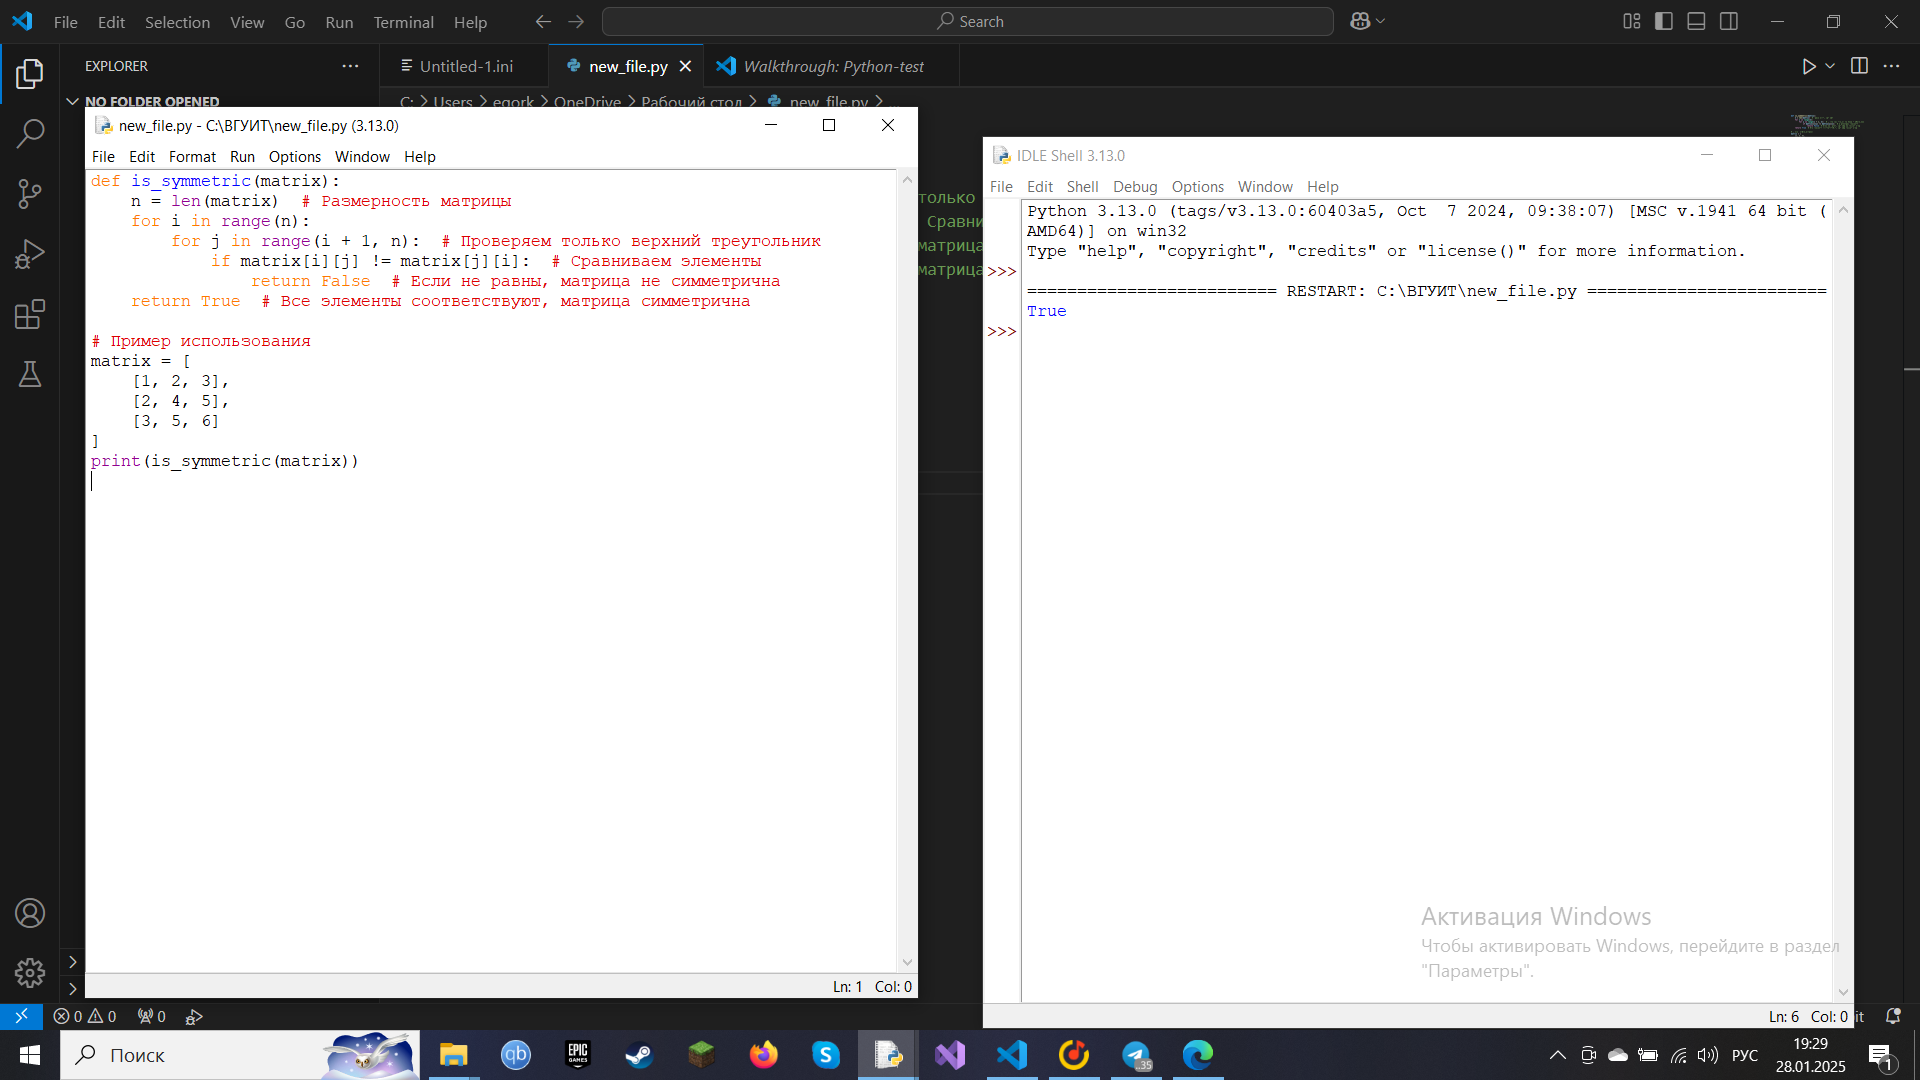 File Edit Selection View Go Run Terminal Help
Search
EXPLORER
NO FOLDER OPENED
Untitled-1.ini
new_file.py
Walkthrough: Python-test
C: > Users > egork > OneDrive > Рабочий стол > new_file.py > ...
new_file.py - C:\ВГУИТ\new_file.py (3.13.0)
File Edit Format Run Options Window Help
def is_symmetric(matrix):
    n = len(matrix)  # Размерность матрицы
    for i in range(n):
        for j in range(i + 1, n):  # Проверяем только верхний треугольник
            if matrix[i][j] != matrix[j][i]:  # Сравниваем элементы
                return False  # Если не равны, матрица не симметрична
    return True  # Все элементы соответствуют, матрица симметрична
# Пример использования
matrix = [
    [1, 2, 3],
    [2, 4, 5],
    [3, 5, 6]
]
print(is_symmetric(matrix))
Ln: 1 Col: 0
только
Сравни
матрица
матрица
IDLE Shell 3.13.0
File Edit Shell Debug Options Window Help
Python 3.13.0 (tags/v3.13.0:60403a5, Oct  7 2024, 09:38:07) [MSC v.1941 64 bit (
AMD64)] on win32
Type "help", "copyright", "credits" or "license()" for more information.
>>>
========================= RESTART: C:\ВГУИТ\new_file.py ========================
True
>>>
Активация Windows
Чтобы активировать Windows, перейдите в раздел
"Параметры".
Ln: 6 Col: 0
it
0 0 0
Поиск
qb
EPIC
GAMES
35
РУС
19:29
28.01.2025
1